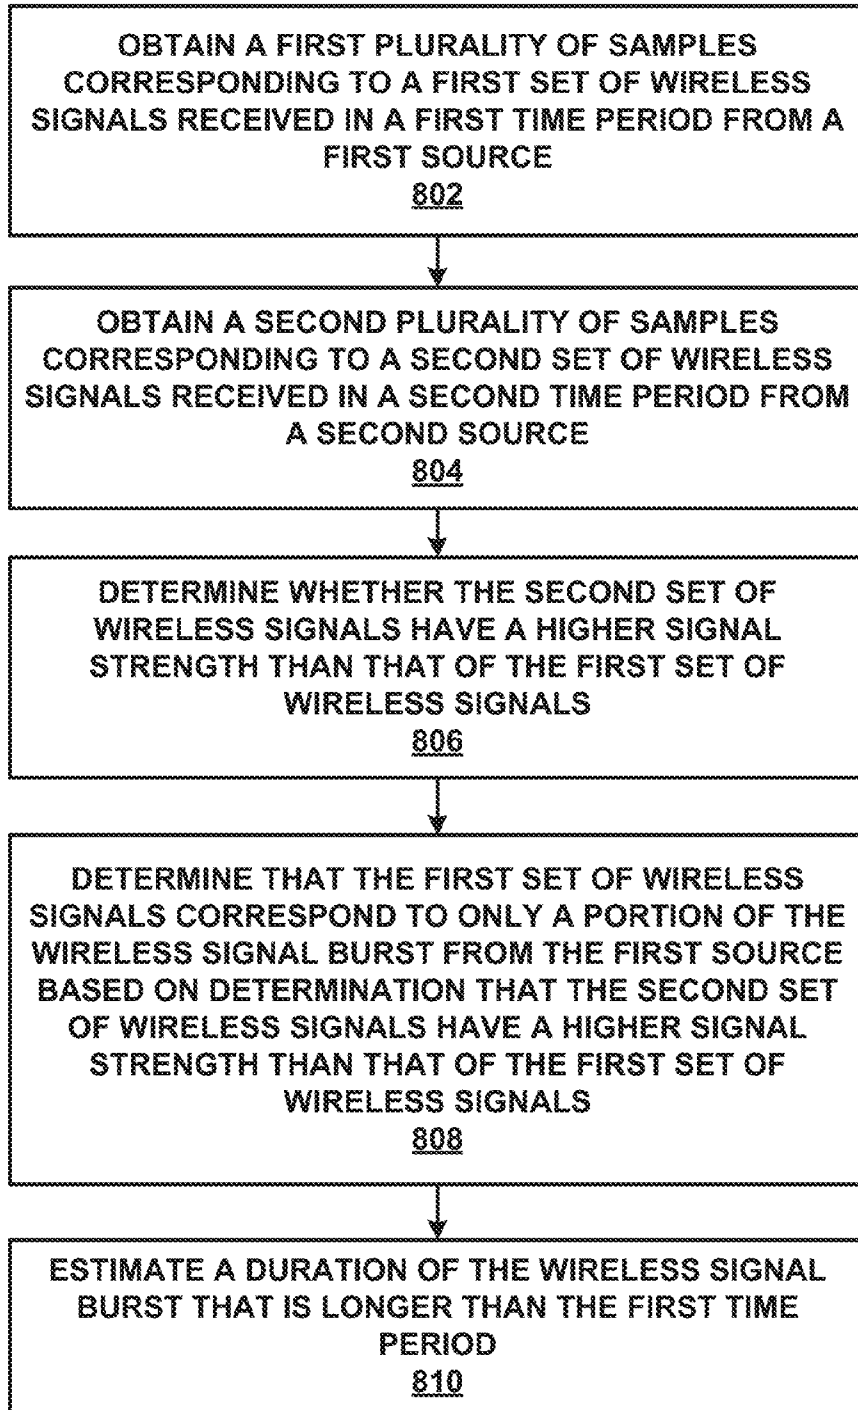 OBTAIN A FIRST PLURALITY OF SAMPLES
CORRESPONDING TO A FIRST SET OF WIRELESS
SIGNALS RECEIVED IN A FIRST TIME PERIOD FROM A
FIRST SOURCE
802
OBTAIN A SECOND PLURALITY OF SAMPLES
CORRESPONDING TO A SECOND SET OF WIRELESS
SIGNALS RECEIVED IN A SECOND TIME PERIOD FROM
A SECOND SOURCE
804
DETERMINE WHETHER THE SECOND SET OF
WIRELESS SIGNALS HAVE A HIGHER SIGNAL
STRENGTH THAN THAT OF THE FIRST SET OF
WIRELESS SIGNALS
806
DETERMINE THAT THE FIRST SET OF WIRELESS
SIGNALS CORRESPOND TO ONLY A PORTION OF THE
WIRELESS SIGNAL BURST FROM THE FIRST SOURCE
BASED ON DETERMINATION THAT THE SECOND SET
OF WIRELESS SIGNALS HAVE A HIGHER SIGNAL
STRENGTH THAN THAT OF THE FIRST SET OF
WIRELESS SIGNALS
808
ESTIMATE A DURATION OF THE WIRELESS SIGNAL
BURST THAT IS LONGER THAN THE FIRST TIME
PERIOD
810